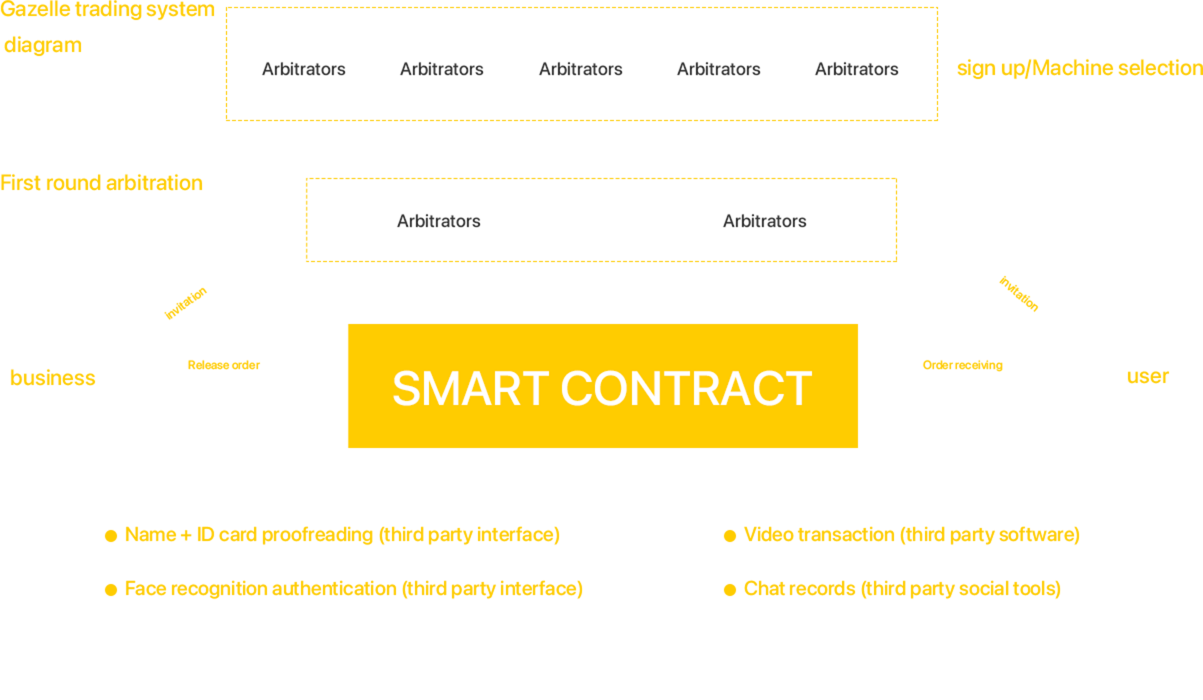 Gazelle trading system
diagram
Arbitrators Arbitrators Arbitrators Arbitrators Arbitrators
sign up/Machine selection
First round arbitration
Arbitrators Arbitrators
invitation
invitation
business
Release order
SMART CONTRACT
Order receiving
user
Name + ID card proofreading (third party interface)
Video transaction (third party software)
Face recognition authentication (third party interface)
Chat records (third party social tools)